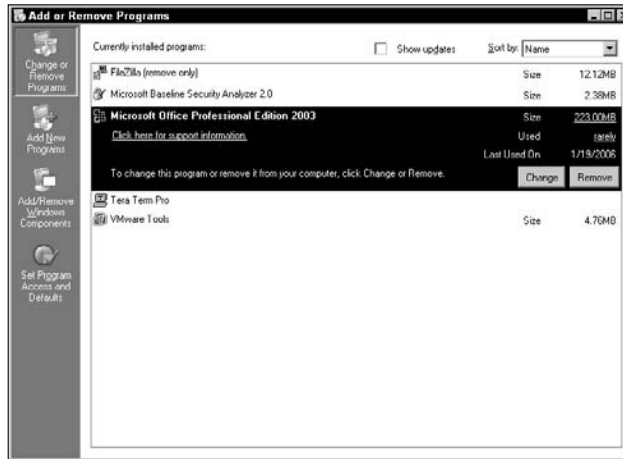 Add or Remove Programs
Change or
Remove
Programs
Add New
Programs
Add/Remove
Windows
Components
Set Program
Access and
Defaults
Currently installed programs:
Show updates
Sort by: Name
FileZilla (remove only) Size 12.12MB
Microsoft Baseline Security Analyzer 2.0 Size 2.38MB
Microsoft Office Professional Edition 2003 Size 223.00MB
Click here for support information. Used rarely
Last Used On 1/19/2006
To change this program or remove it from your computer, click Change or Remove. Change Remove
Tera Term Pro
VMware Tools Size 4.76MB